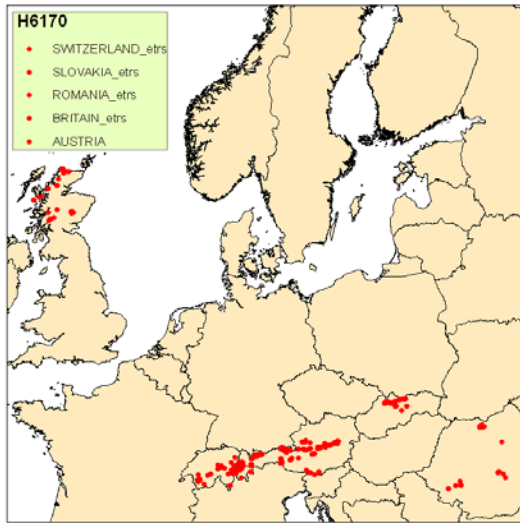 H6170
SWITZERLAND_etrs
SLOVAKIA_etrs
ROMANIA_etrs
BRITAIN_etrs
AUSTRIA